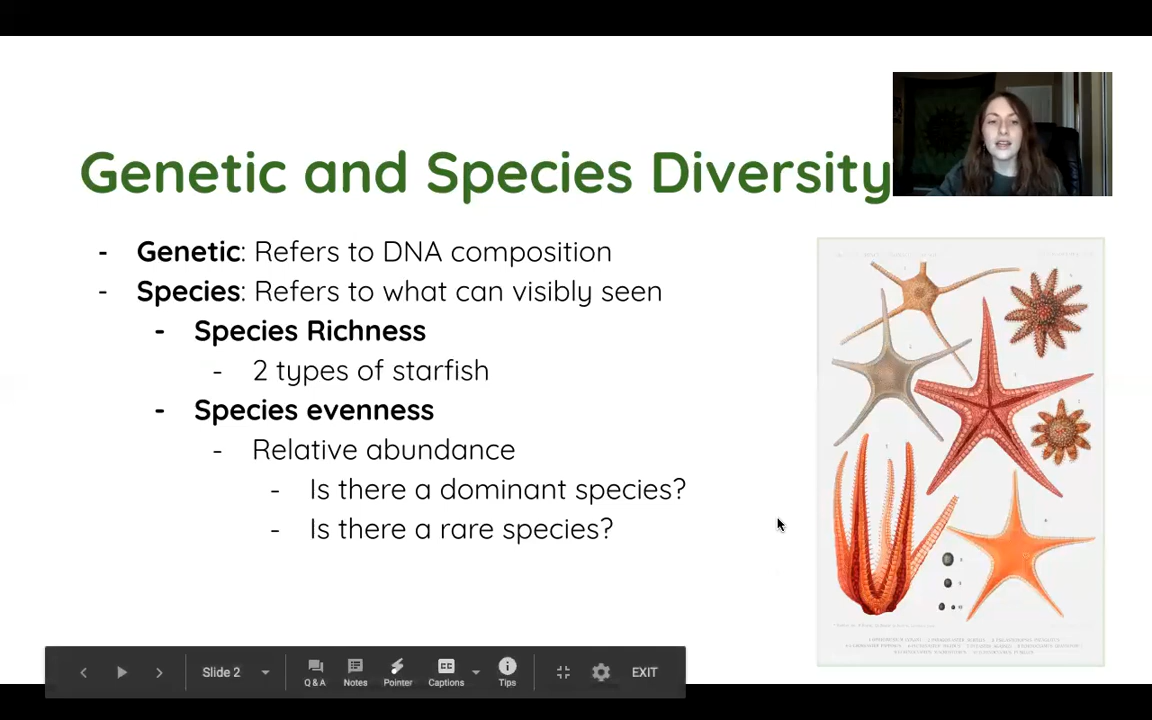 Genetic and Species Diversity
- Genetic: Refers to DNA composition
- Species: Refers to what can visibly seen
- Species Richness
- 2 types of starfish
- Species evenness
- Relative abundance
- Is there a dominant species?
- Is there a rare species?
Slide 2
Q & A
Notes
Pointer
Captions
Tips
EXIT